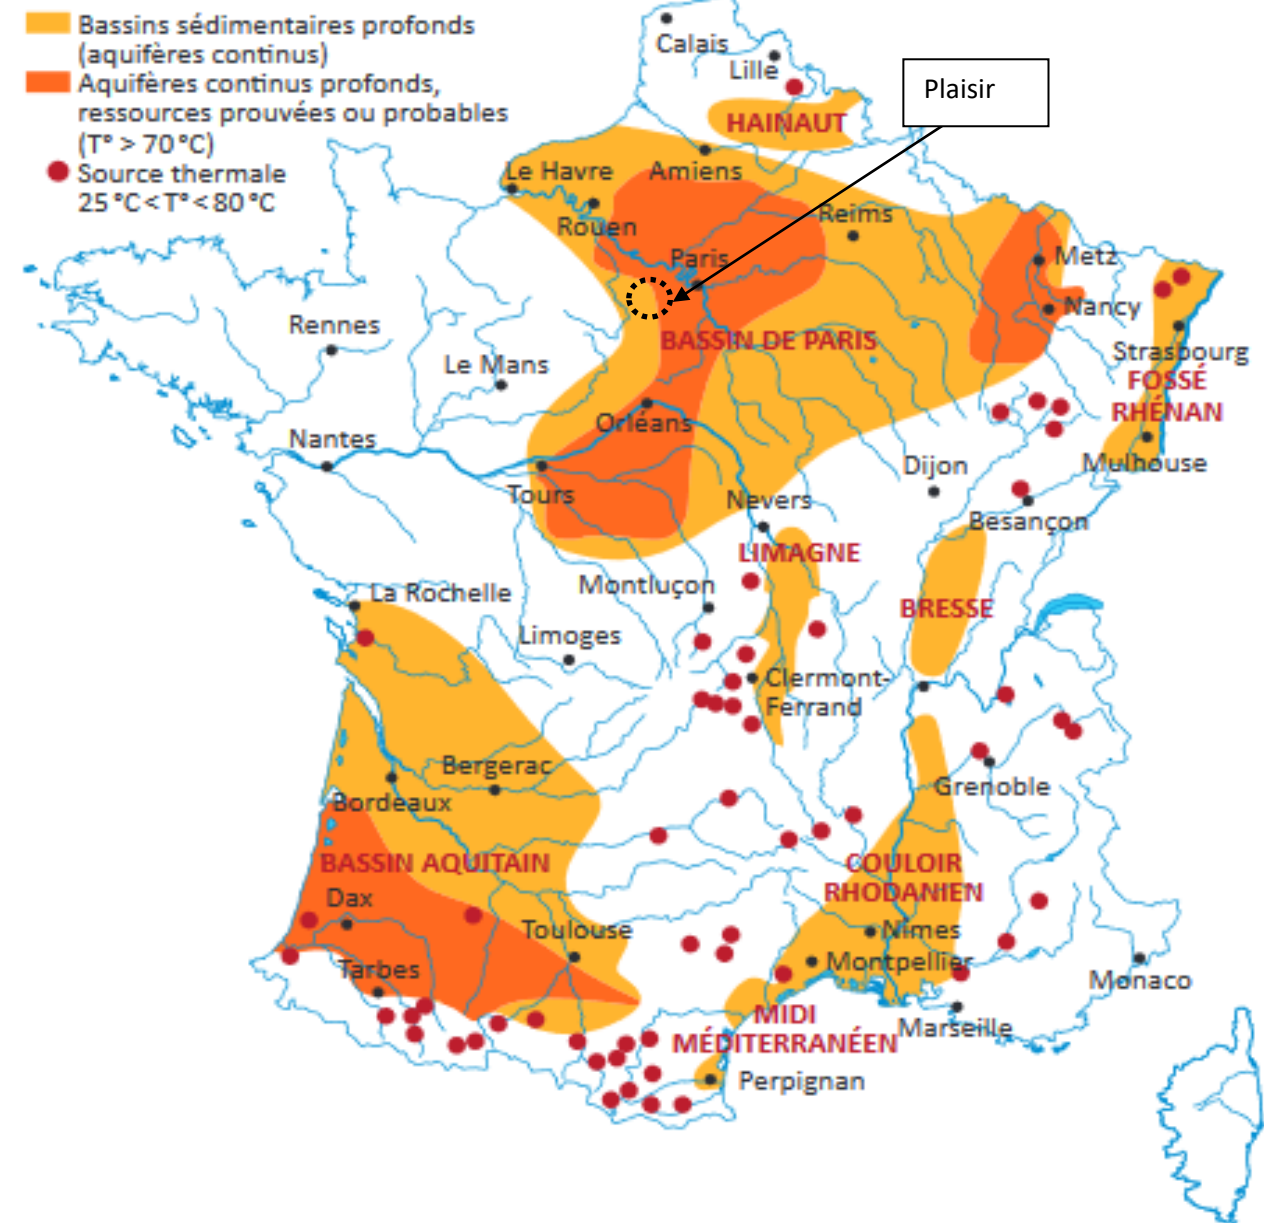 Bassins sédimentaires profonds
(aquifères continus)
Aquifères continus profonds,
ressources prouvées ou probables
(T° > 70 °C)
Source thermale
25 °C < T° < 80 °C
Calais
Lille
Plaisir
HAINAUT
Le Havre
Amiens
Rouen
Reims
Paris
Metz
Nancy
Rennes
BASSIN DE PARIS
Strasbourg
Le Mans
FOSSÉ
RHÉNAN
Orléans
Nantes
Dijon
Mulhouse
Tours
Nevers
Besançon
LIMAGNE
Montluçon
La Rochelle
BRESSE
Limoges
Clermont-
Ferrand
Bergerac
Grenoble
Bordeaux
BASSIN AQUITAIN
COULOIR
RHODANIEN
Dax
Toulouse
Nîmes
Montpellier
Tarbes
Monaco
MIDI
MÉDITERRANÉEN
Marseille
Perpignan